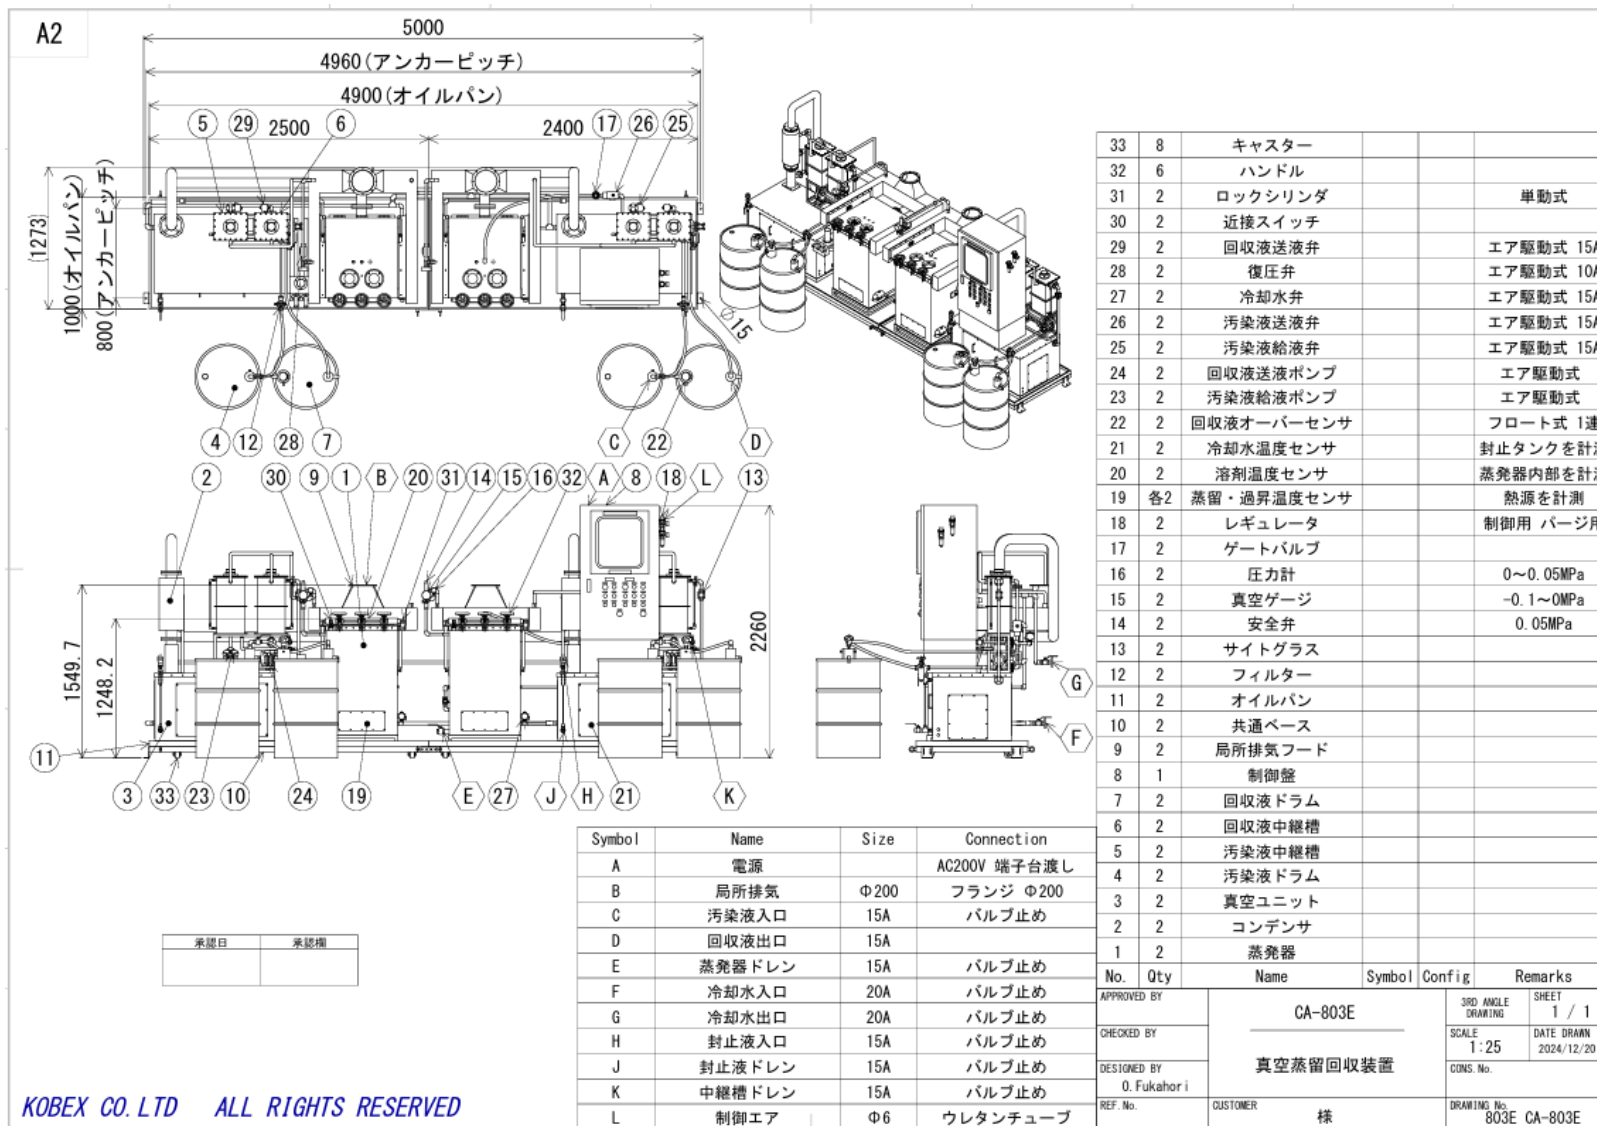 A2
5000
4960(アンカーピッチ)
4900(オイルパン)
2500
2400
5
29
6
17
26
25
1273
1000(オイルパン)
800(アンカーピッチ)
15
4
12
28
7
C
22
D
2
30
9
1
B
20
31
14
15
16
32
A
8
18
L
13
1549.7
1248.2
2260
11
3
33
23
10
24
19
E
27
J
H
21
K
G
F
33 8 キャスター
32 6 ハンドル
31 2 ロックシリンダ 単動式
30 2 近接スイッチ
29 2 回収液送液弁 エア駆動式 15A
28 2 復圧弁 エア駆動式 10A
27 2 冷却水弁 エア駆動式 15A
26 2 汚染液送液弁 エア駆動式 15A
25 2 汚染液給液弁 エア駆動式 15A
24 2 回収液送液ポンプ エア駆動式
23 2 汚染液給液ポンプ エア駆動式
22 2 回収液オーバーセンサ フロート式 1連
21 2 冷却水温度センサ 封止タンクを計
20 2 溶剤温度センサ 蒸発器内部を計
19 各2 蒸留・過昇温度センサ 熱源を計測
18 2 レギュレータ 制御用 パージ用
17 2 ゲートバルブ
16 2 圧力計 0～0.05MPa
15 2 真空ゲージ -0.1～0MPa
14 2 安全弁 0.05MPa
13 2 サイトグラス
12 2 フィルター
11 2 オイルパン
10 2 共通ベース
9 2 局所排気フード
8 1 制御盤
7 2 回収液ドラム
6 2 回収液中継槽
5 2 汚染液中継槽
4 2 汚染液ドラム
3 2 真空ユニット
2 2 コンデンサ
1 2 蒸発器
No. Qty Name Symbol Config Remarks
Symbol Name Size Connection
A 電源 AC200V 端子台渡し
B 局所排気 Φ200 フランジ Φ200
C 汚染液入口 15A バルブ止め
D 回収液出口 15A
E 蒸発器ドレン 15A バルブ止め
F 冷却水入口 20A バルブ止め
G 冷却水出口 20A バルブ止め
H 封止液入口 15A バルブ止め
J 封止液ドレン 15A バルブ止め
K 中継槽ドレン 15A バルブ止め
L 制御エア Φ6 ウレタンチューブ
承認日 承認欄
APPROVED BY
CHECKED BY
DESIGNED BY
O.Fukahori
REF.No.
CA-803E
真空蒸留回収装置
CUSTOMER
様
3RD ANGLE DRAWING
SHEET
1 / 1
SCALE
1:25
DATE DRAWN
2024/12/20
CONS.No.
DRAWING No.
803E CA-803E
KOBEX CO.LTD ALL RIGHTS RESERVED